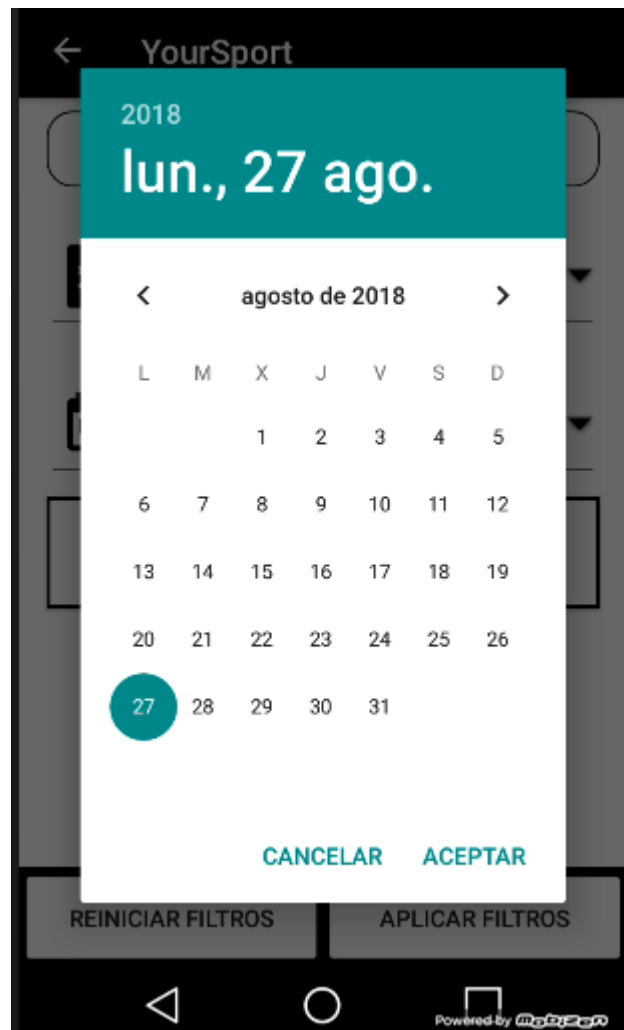 YourSport
2018
lun., 27 ago.
agosto de 2018
L M X J V S D
1 2 3 4 5
6 7 8 9 10 11 12
13 14 15 16 17 18 19
20 21 22 23 24 25 26
27 28 29 30 31
CANCELAR ACEPTAR
REINICIAR FILTROS APLICAR FILTROS
Powered by